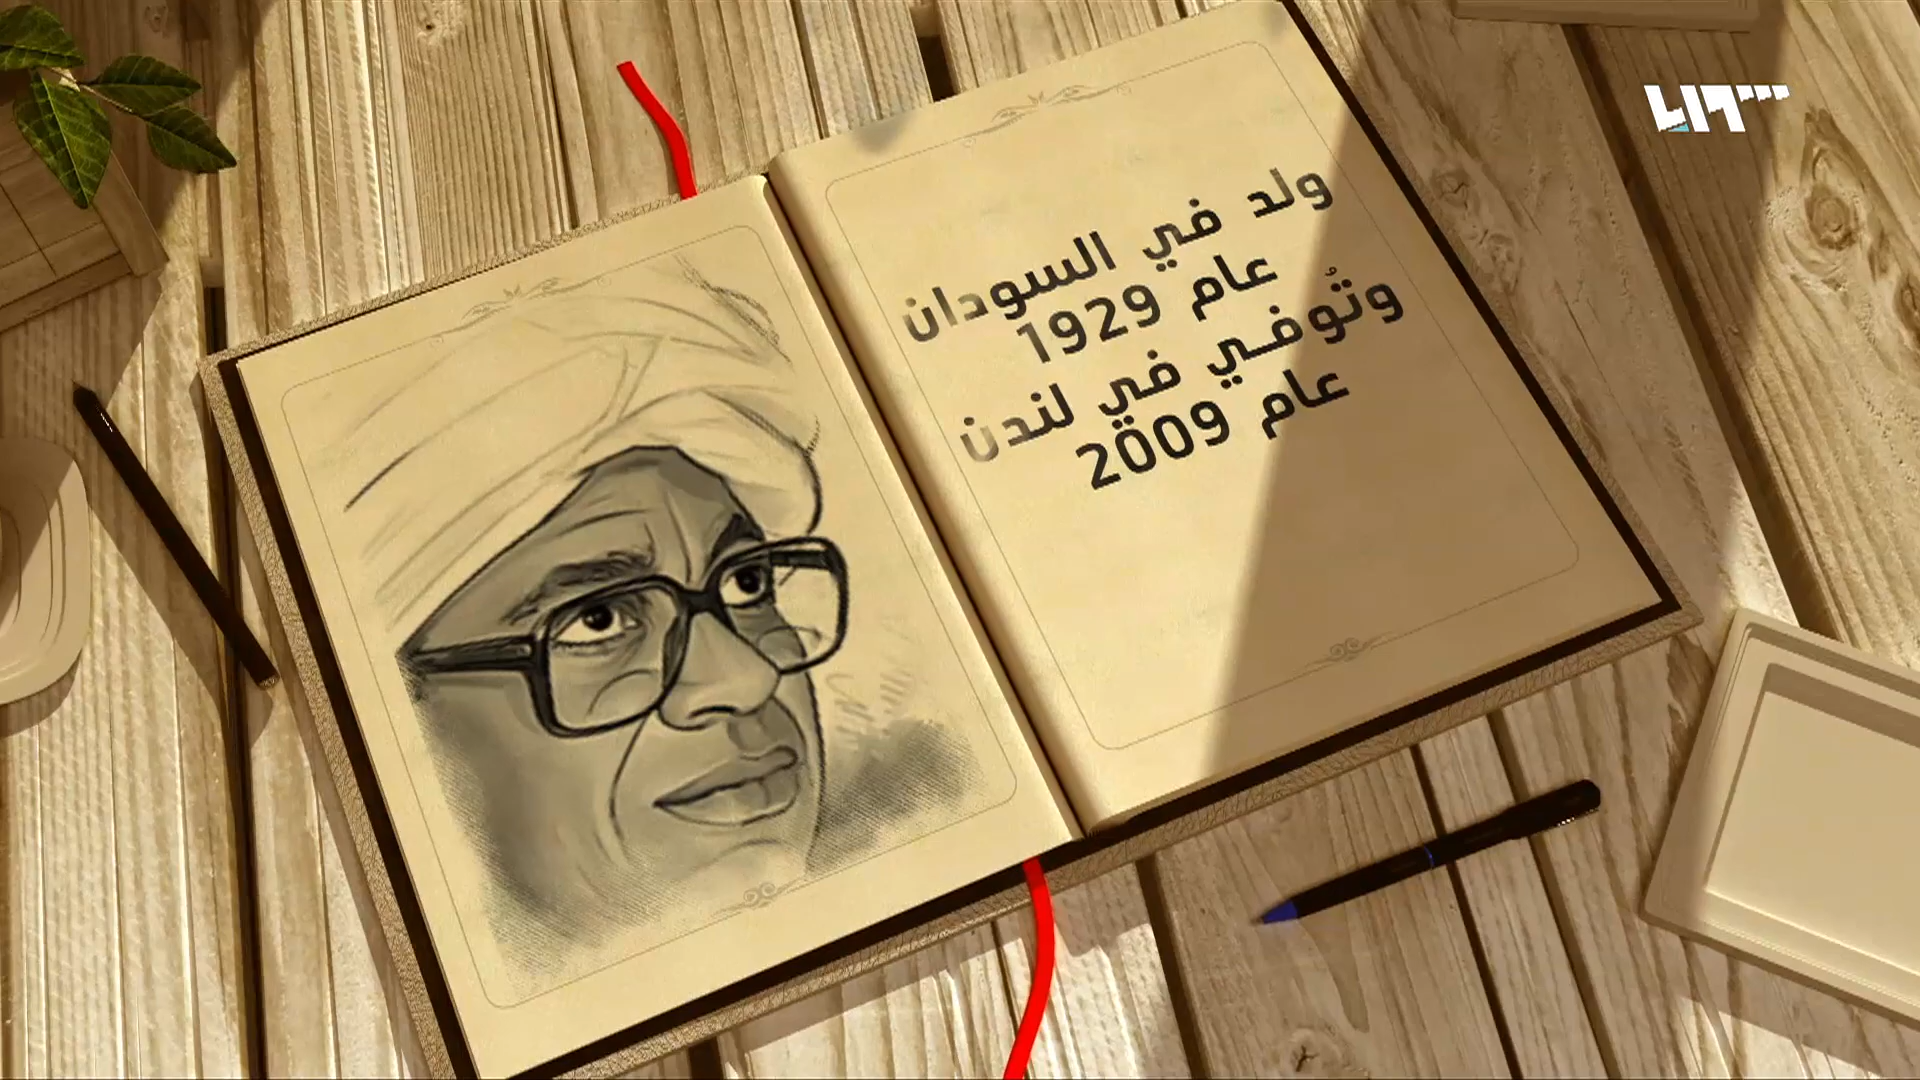 ولد في السودان
عام 1929
وتُوفي في لندن
عام 2009